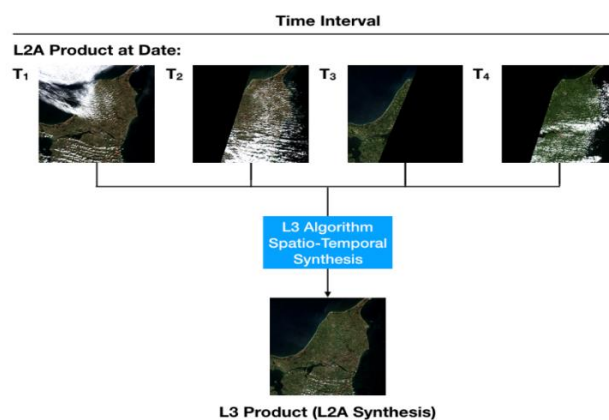 Time Interval
L2A Product at Date:
T1 T2 T3 T4
L3 Algorithm
Spatio-Temporal
Synthesis
L3 Product (L2A Synthesis)